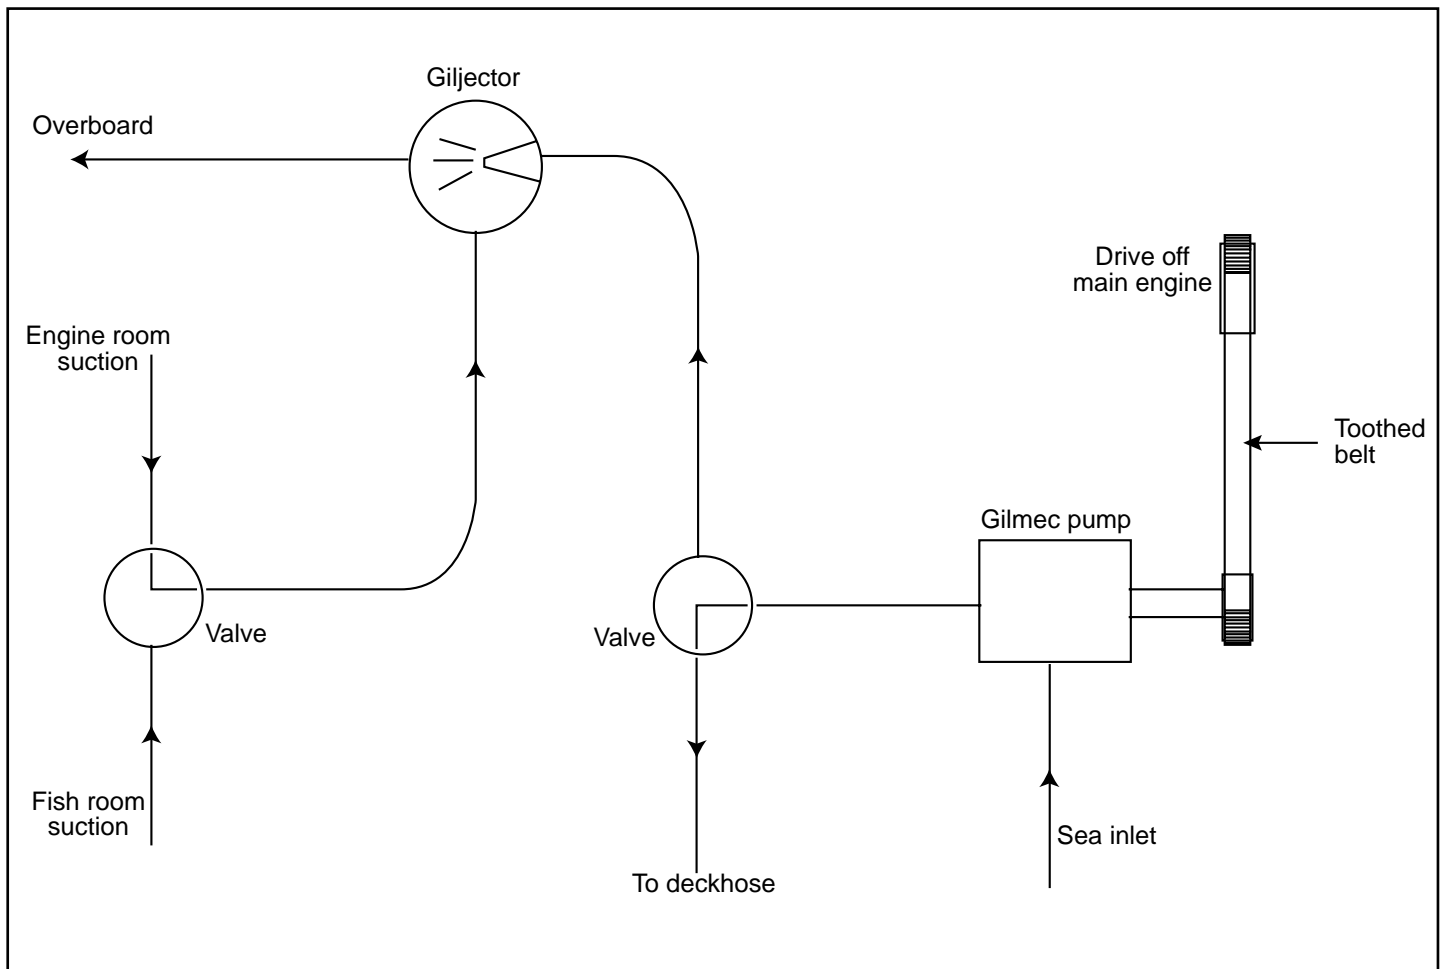 Giljector
Overboard
Drive off
main engine
Engine room
suction
Toothed
belt
Gilmec pump
Valve
Valve
Fish room
suction
Sea inlet
To deckhose